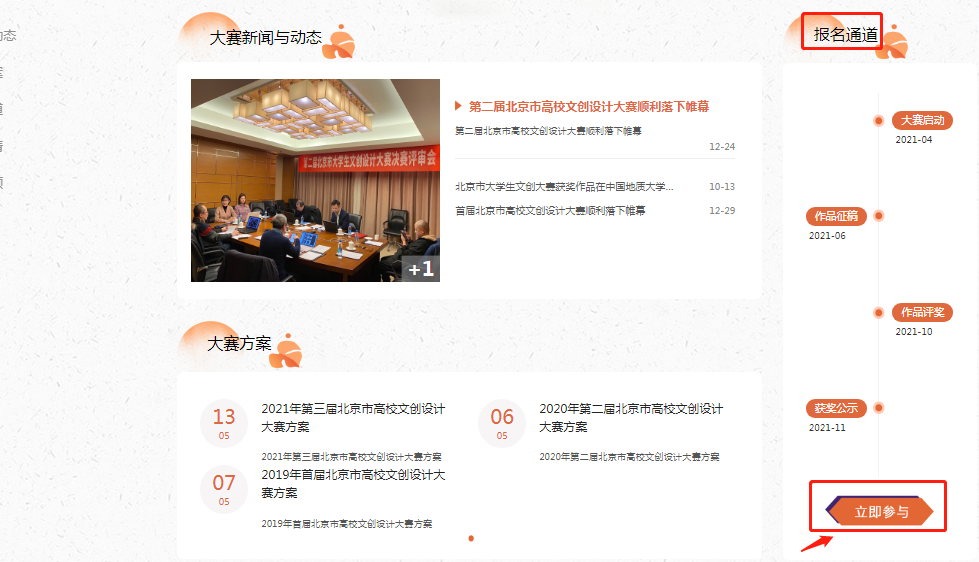 动态
大赛新闻与动态
第二届北京市大学生文创设计大赛决赛评审会
+1
第二届北京市高校文创设计大赛顺利落下帷幕
第二届北京市高校文创设计大赛顺利落下帷幕
12-24
北京市大学生文创大赛获奖作品在中国地质大学...
10-13
首届北京市高校文创设计大赛顺利落下帷幕
12-29
大赛方案
13
05
2021年第三届北京市高校文创设计
大赛方案
2021年第三届北京市高校文创设计大赛方案
06
05
2020年第二届北京市高校文创设计
大赛方案
2020年第二届北京市高校文创设计大赛方案
07
05
2019年首届北京市高校文创设计大
赛方案
2019年首届北京市高校文创设计大赛方案
报名通道
大赛启动
2021-04
作品征稿
2021-06
作品评奖
2021-10
获奖公示
2021-11
立即参与